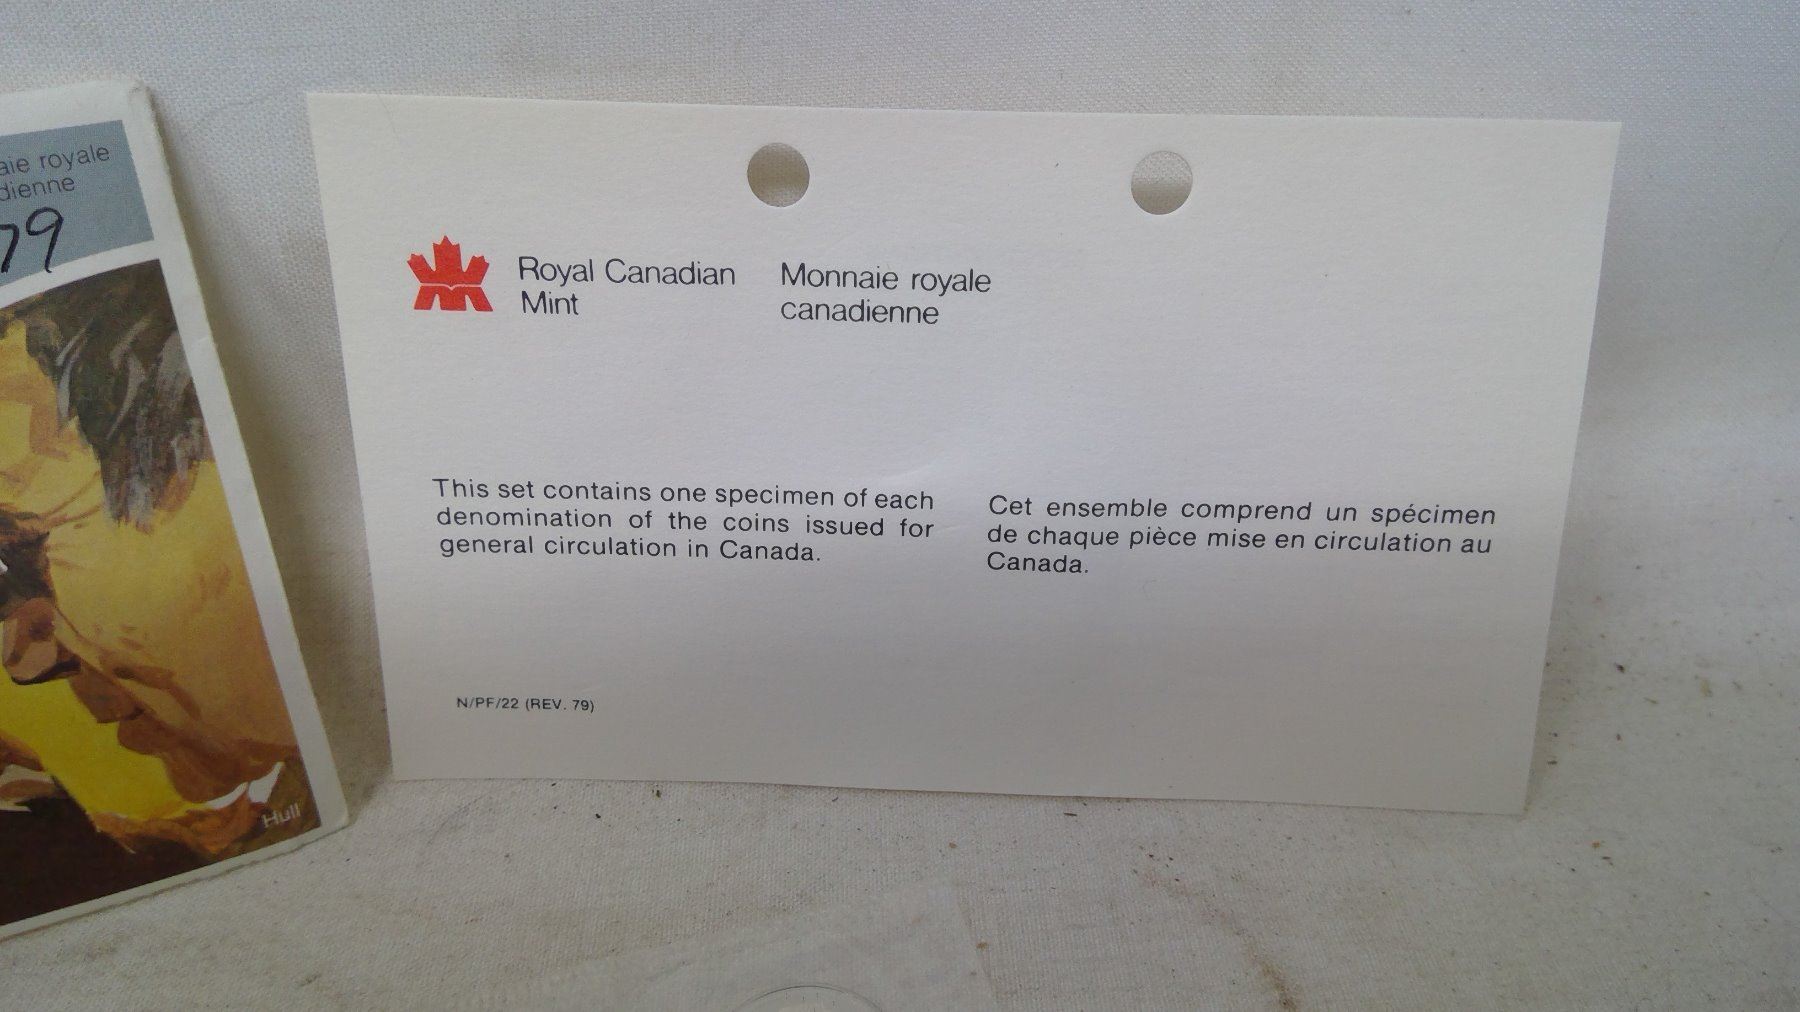 aie royale
dienne
79
Hull
Royal Canadian
Mint
Monnaie royale
canadienne
This set contains one specimen of each
denomination of the coins issued for
general circulation in Canada.
Cet ensemble comprend un spécimen
de chaque pièce mise en circulation au
Canada.
N/PF/22 (REV. 79)